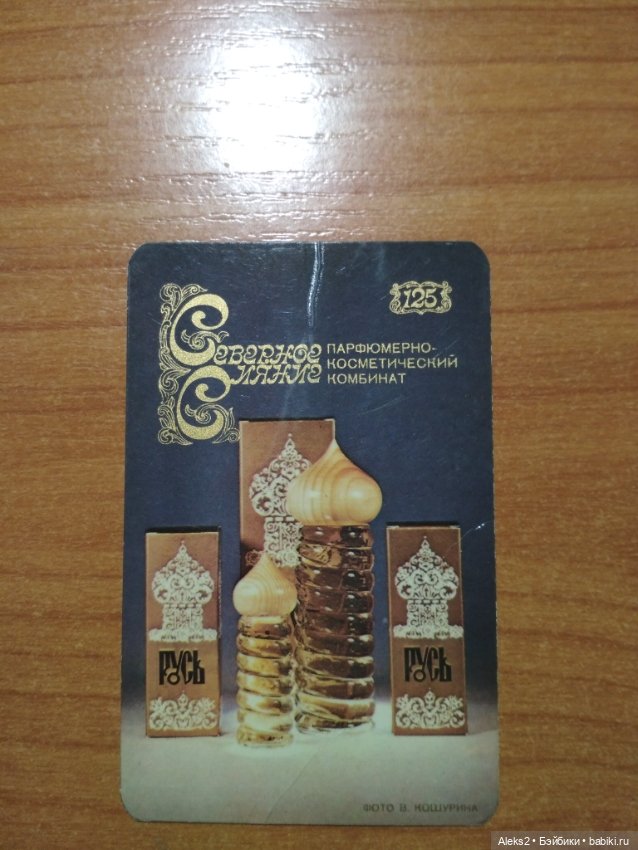 Северное
Сияние
ПАРФЮМЕРНО-
КОСМЕТИЧЕСКИЙ
КОМБИНАТ
125
РУСЬ
РУСЬ
ФОТО В. КОШУРИНА
Aleks2 • Бэйбики • babiki.ru